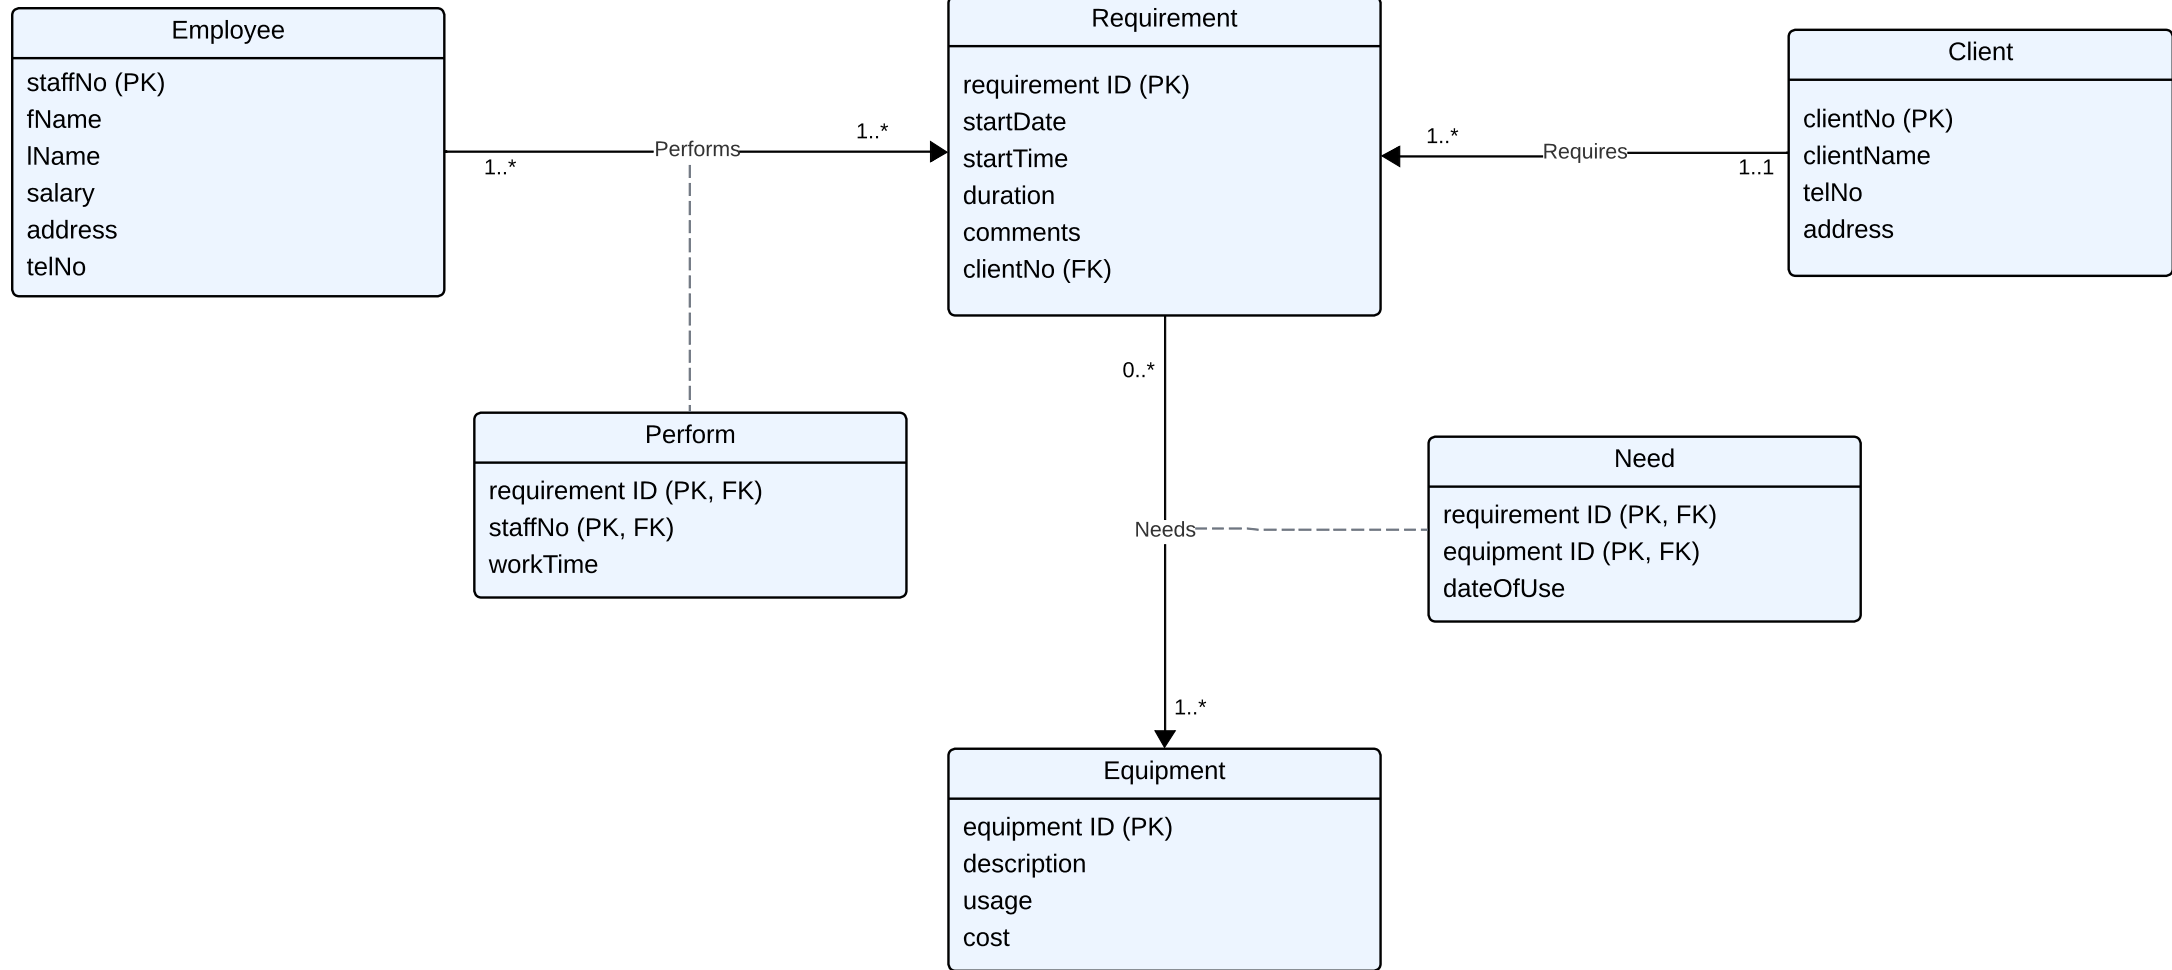 Employee
staffNo (PK)
fName
lName
salary
address
telNo
1..*
Performs
1..*
Requirement
requirement ID (PK)
startDate
startTime
duration
comments
clientNo (FK)
1..*
Requires
1..1
Client
clientNo (PK)
clientName
telNo
address
Perform
requirement ID (PK, FK)
staffNo (PK, FK)
workTime
0..*
Needs
1..*
Need
requirement ID (PK, FK)
equipment ID (PK, FK)
dateOfUse
Equipment
equipment ID (PK)
description
usage
cost